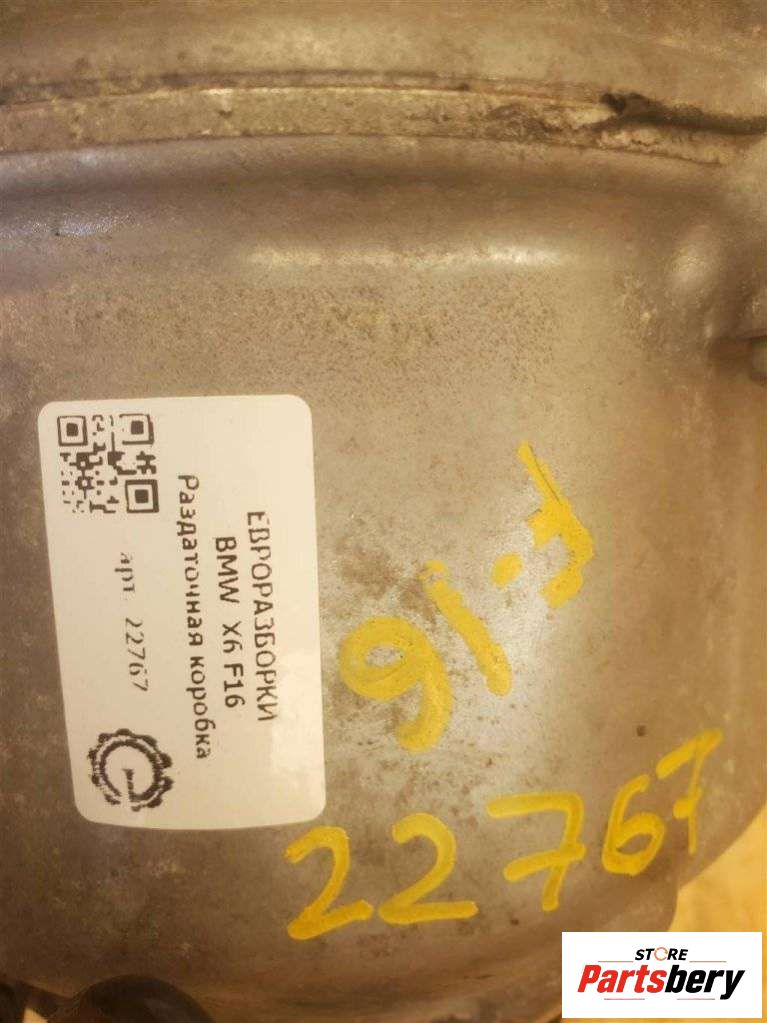 ЕВРОРАЗБОРКИ
BMW X6 F16
Раздаточная коробка
арт. 22767
F-16
22767
STORE
Partsbery